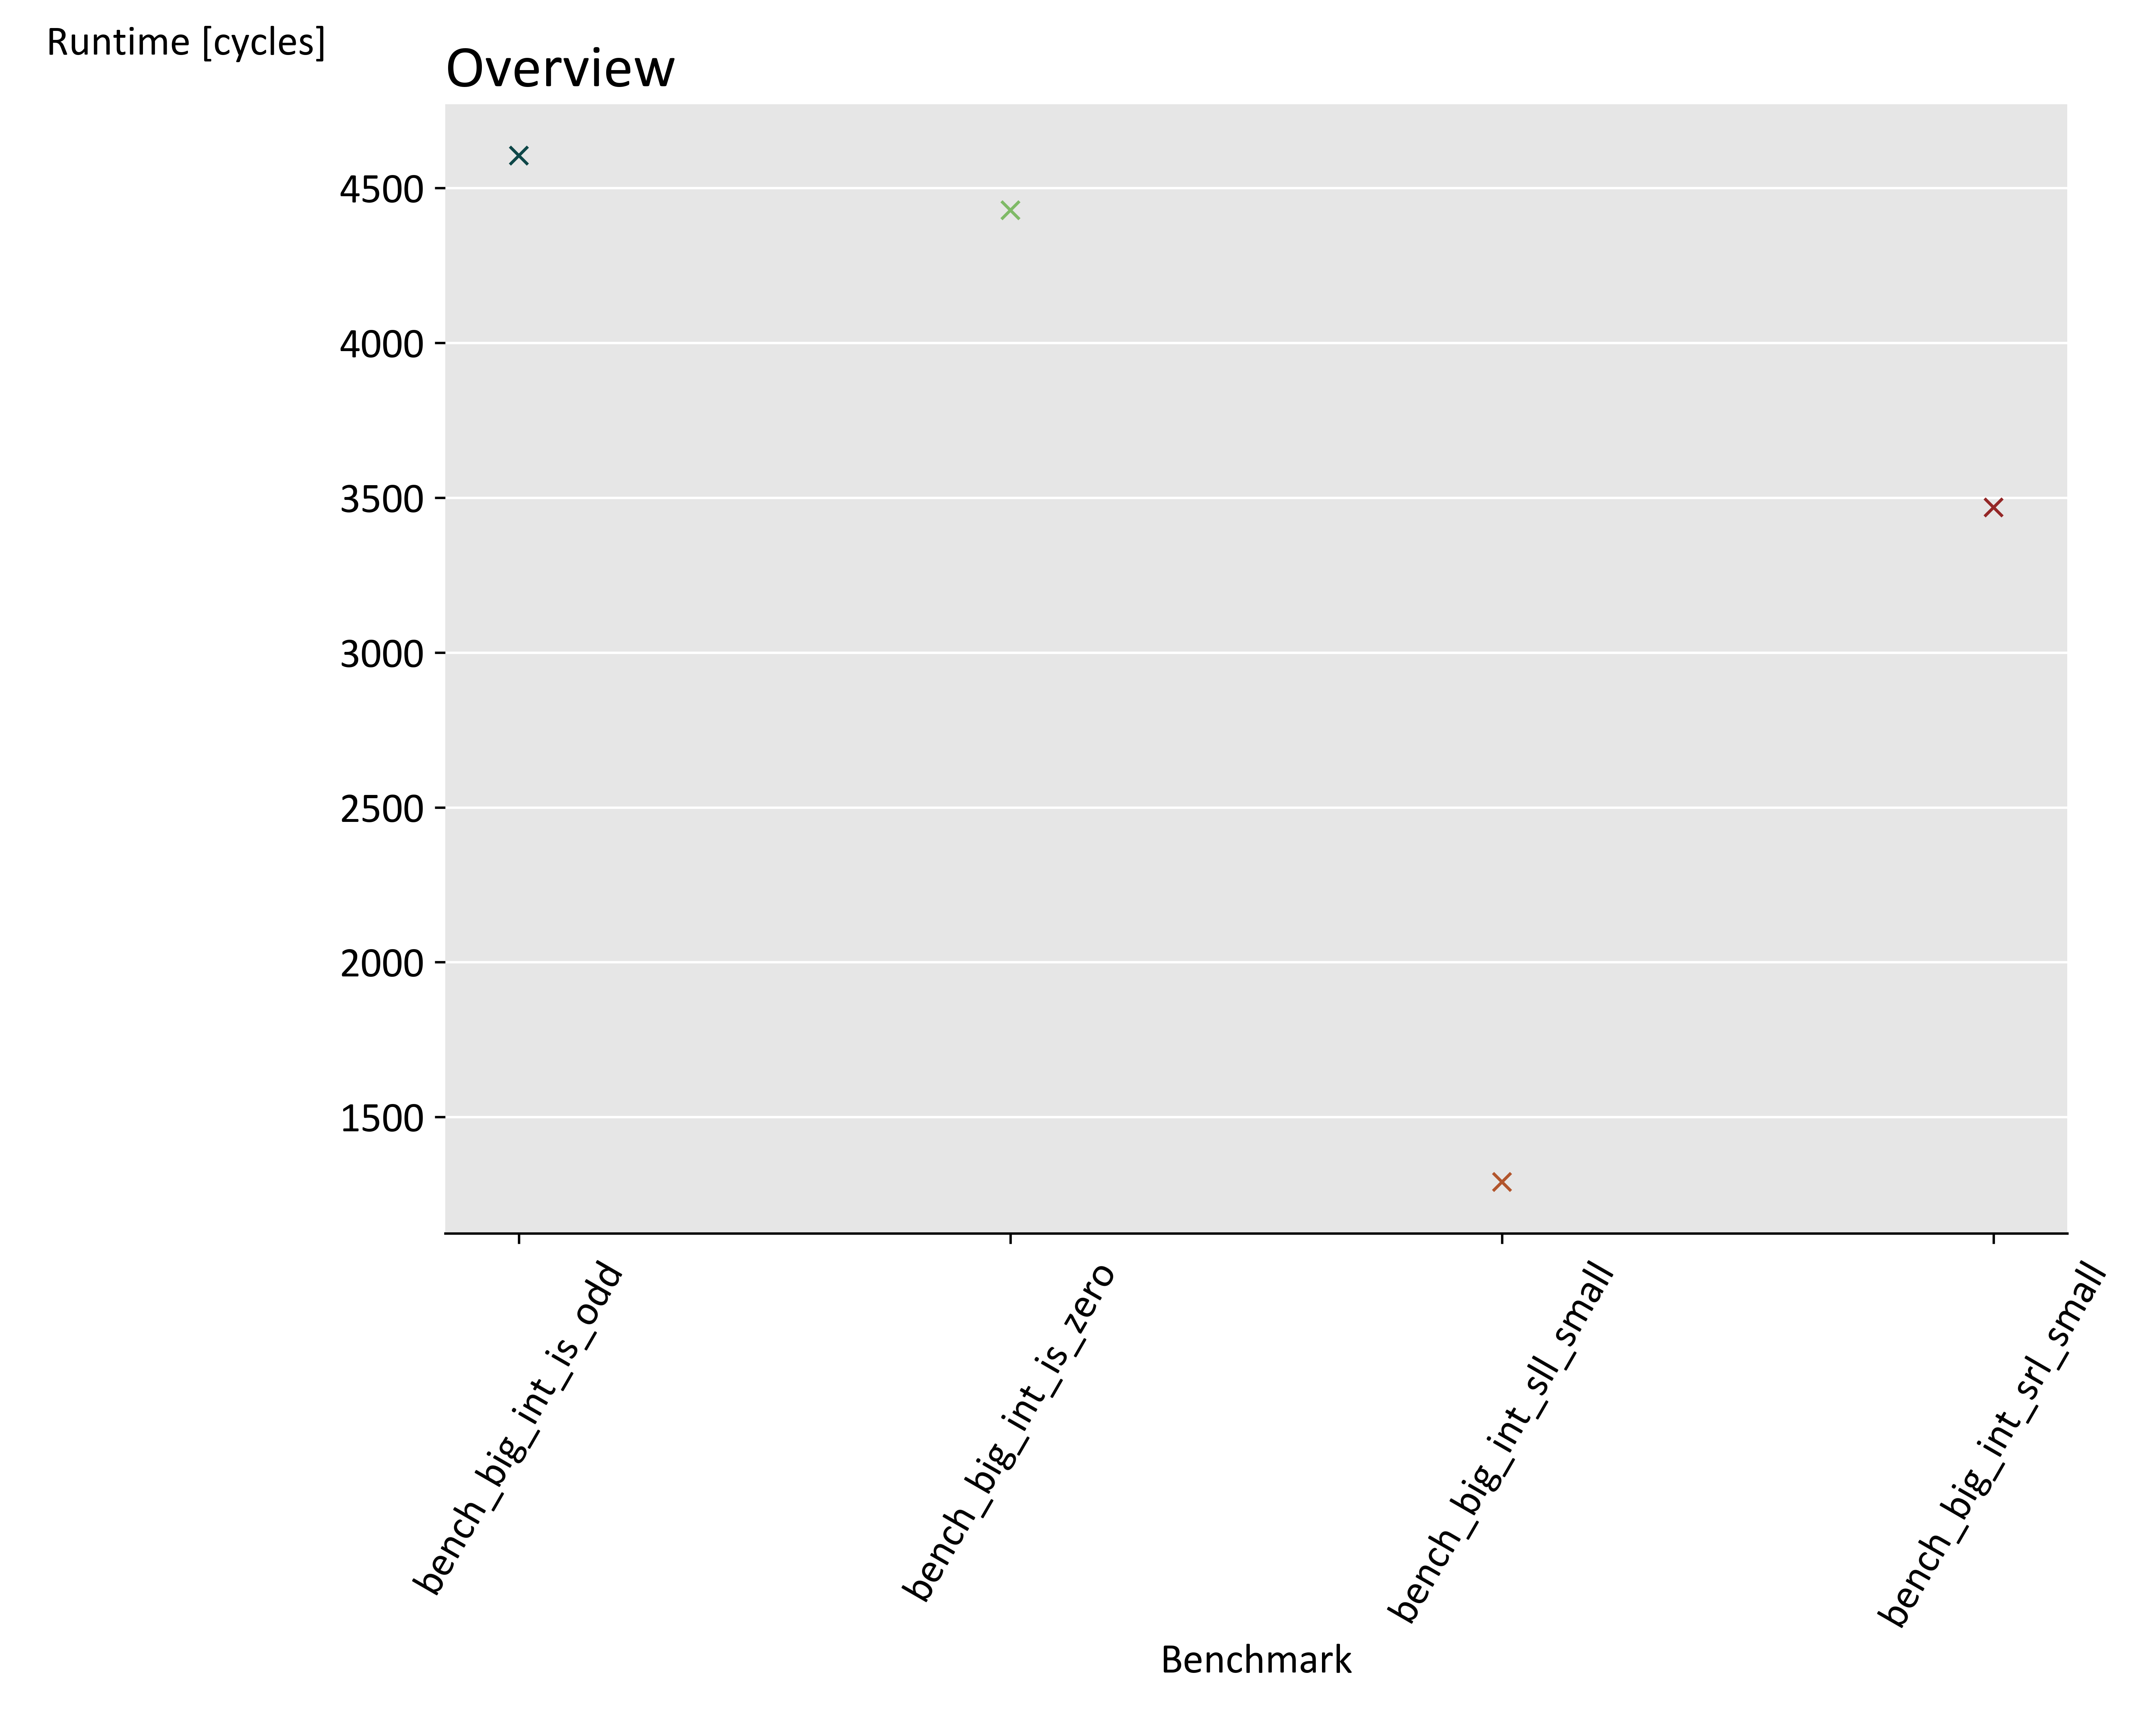 Runtime [cycles]
Overview
4500
4000
3500
3000
2500
2000
1500
bench_big_int_is_odd
bench_big_int_is_zero
bench_big_int_sll_small
bench_big_int_srl_small
Benchmark